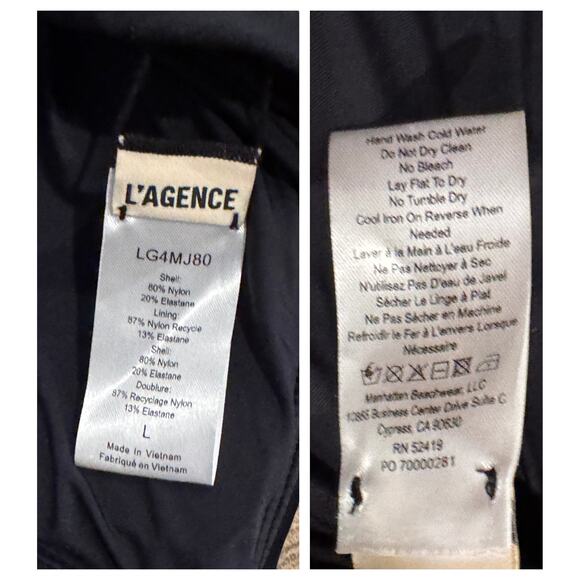 L'AGENCE
LG4MJ80
Shell:
80% Nylon
20% Elastane
Lining:
87% Nylon Recycle
13% Elastane
Shell:
80% Nylon
20% Elastane
Doublure:
87% Recyclage Nylon
13% Elastane
L
Made in Vietnam
Fabriqué en Vietnam
Hand Wash Cold Water
Do Not Dry Clean
No Bleach
Lay Flat To Dry
No Tumble Dry
Cool Iron On Reverse When
Needed
Laver à la Main à L'eau Froide
Ne Pas Nettoyer à Sec
N'utilisez Pas D'eau de Javel
Sécher Le Linge à Plat
Ne Pas Sécher en Machine
Refroidir le Fer à L'envers Lorsque
Nécessaire
Manhattan Beachwear, LLC
10855 Business Center Drive Suite C
Cypress, CA 90630
RN 52419
PO 70000281